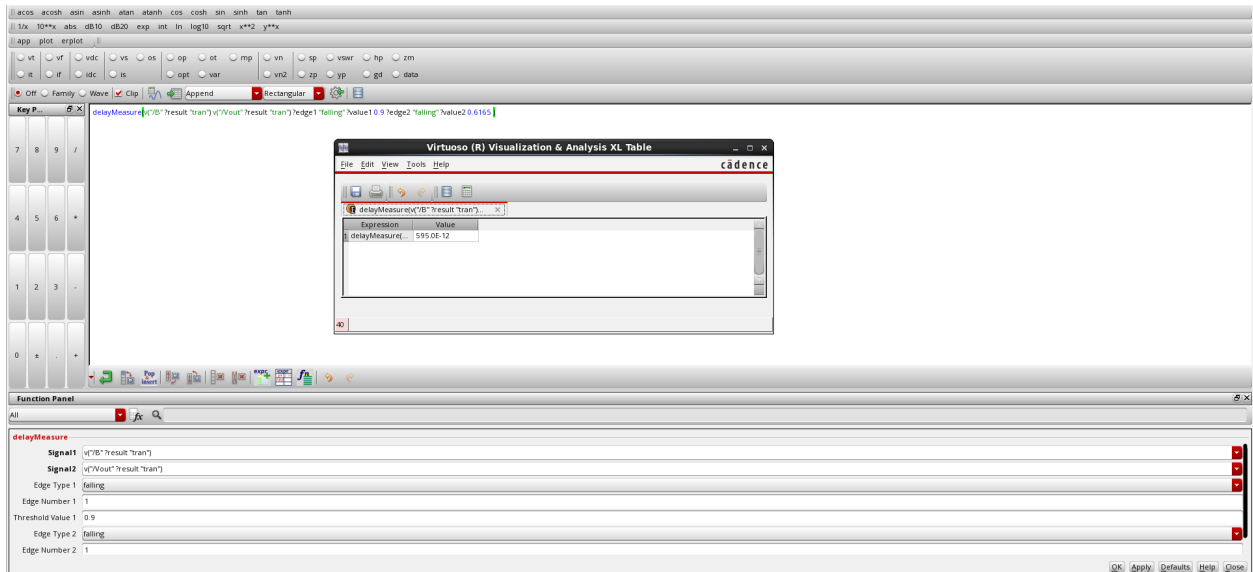 acos acosh asin asinh atan atanh cos cosh sin sinh tan tanh
1/x 10**x abs dB10 dB20 exp int ln log10 sqrt x**2 y**x
app plot erplot
vt vf vdc vs os op ot mp vn sp vswr hp zm
it if idc is opt var vn2 zp yp gd data
Off Family Wave Clip Append Rectangular
Key P...
delayMeasure(v("/B" ?result "tran") v("/Vout" ?result "tran") ?edge1 "falling" ?value1 0.9 ?edge2 "falling" ?value2 0.6165 )
Virtuoso (R) Visualization & Analysis XL Table
File Edit View Tools Help
cādence
delayMeasure(v("/B" ?result "tran")...
Expression Value
1 delayMeasure(... 595.0E-12
40
7 8 9 /
4 5 6 *
1 2 3 -
0 ± . +
Pop
insert
expr
expr
fn
Function Panel
All
fx
delayMeasure
Signal1 v("/B" ?result "tran")
Signal2 v("/Vout" ?result "tran")
Edge Type 1 falling
Edge Number 1 1
Threshold Value 1 0.9
Edge Type 2 falling
Edge Number 2 1
OK Apply Defaults Help Close